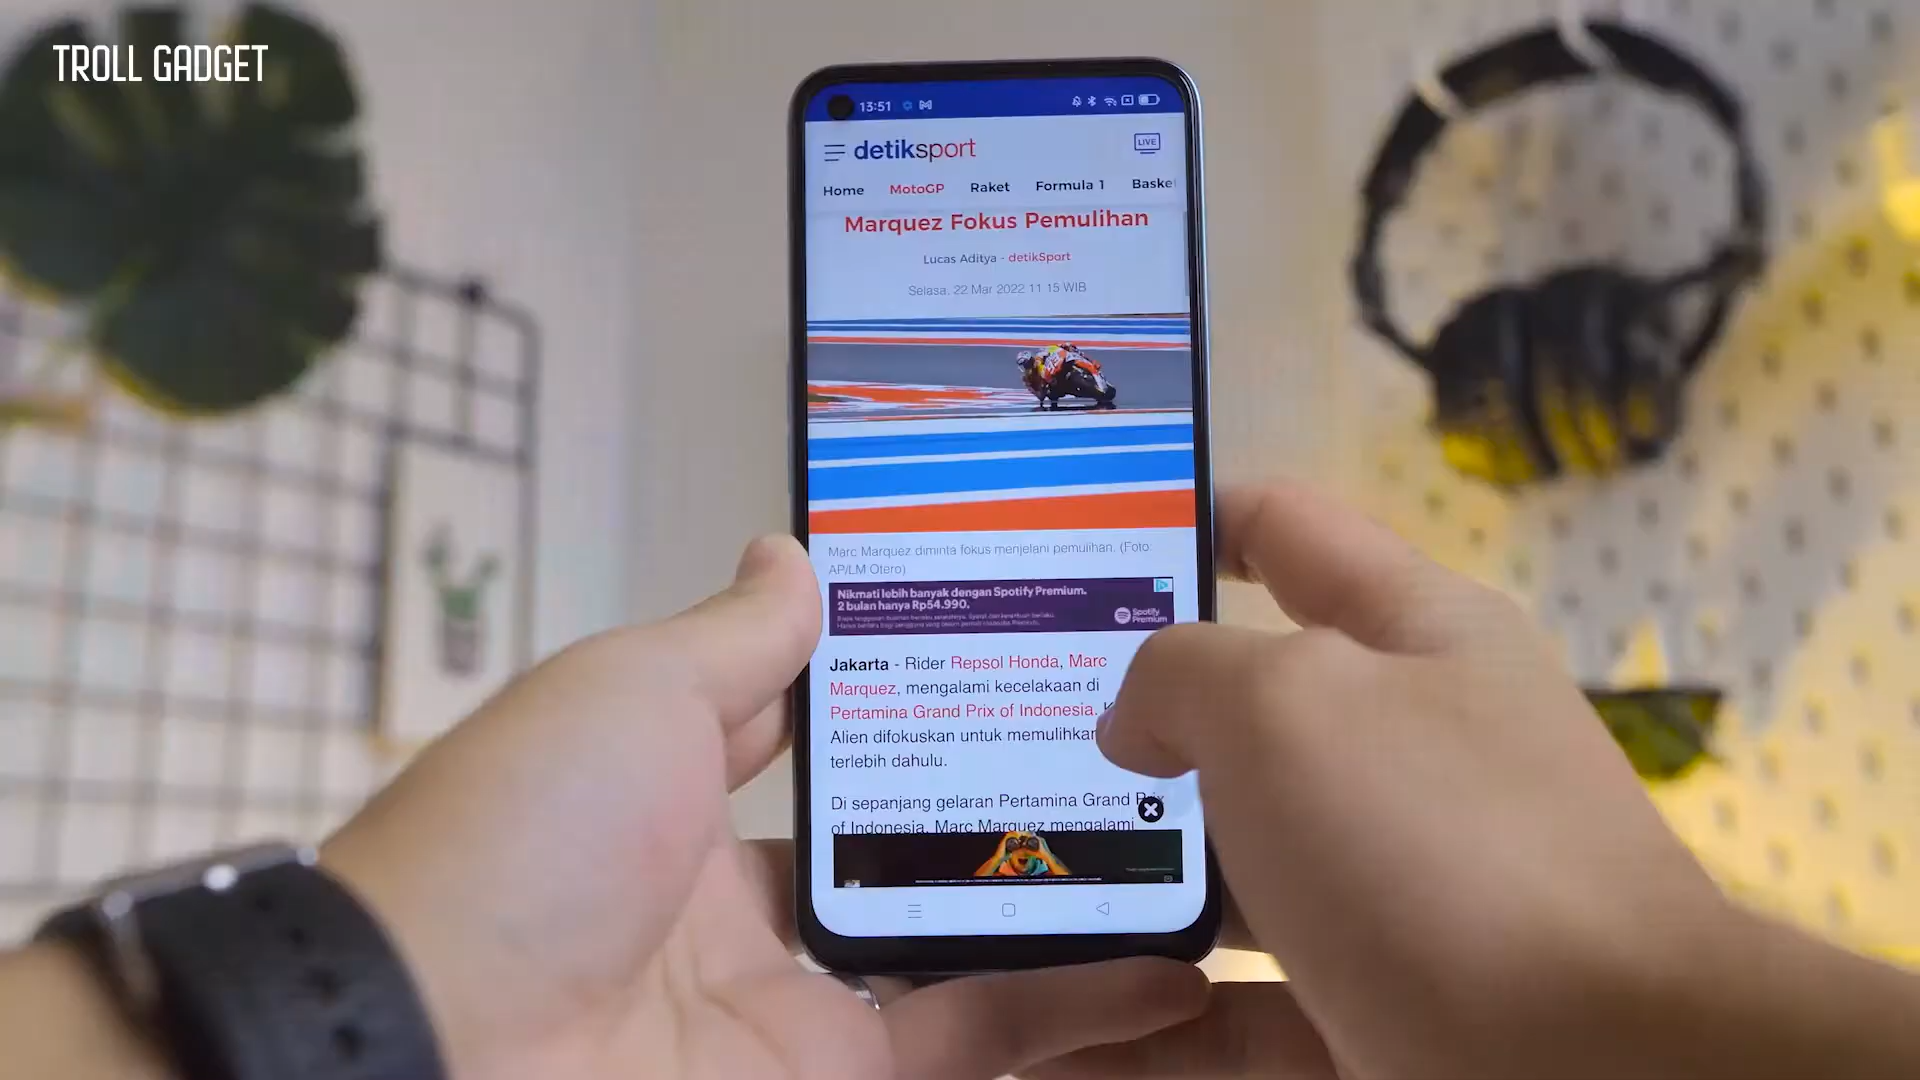 TROLL GADGET
13:51
detiksport
LIVE
Home MotoGP Raket Formula 1 Baske
Marquez Fokus Pemulihan
Lucas Aditya - detikSport
Selasa, 22 Mar 2022 11 15 WIB
Marc Marquez diminta fokus menjelani pemulihan. (Foto:
AP/LM Otero)
Nikmati lebih banyak dengan Spotify Premium.
2 bulan hanya Rp54.990.
Spotify
Premium
Jakarta - Rider Repsol Honda, Marc
Marquez, mengalami kecelakaan di
Pertamina Grand Prix of Indonesia. K
Alien difokuskan untuk memulihkan
terlebih dahulu.
Di sepanjang gelaran Pertamina Grand Prix
of Indonesia, Marc Marquez mengalami